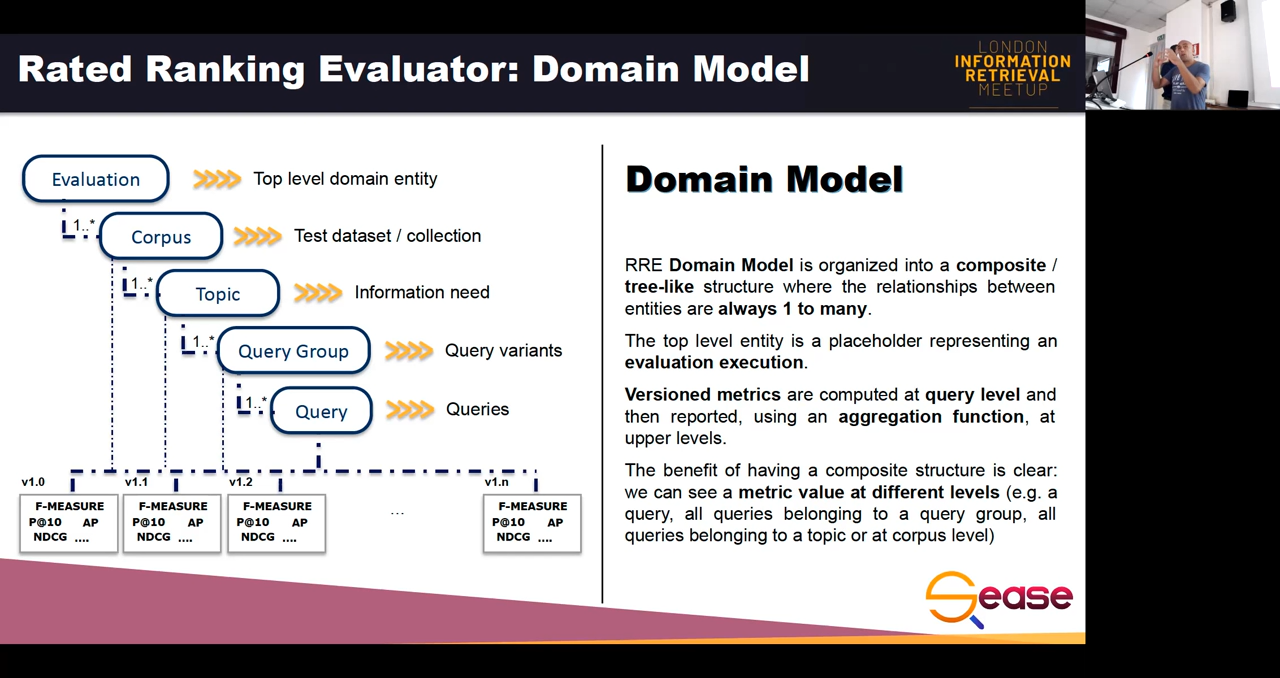 Rated Ranking Evaluator: Domain Model
LONDON
INFORMATION
RETRIEVAL
MEETUP
Evaluation
Top level domain entity
1..*
Corpus
Test dataset / collection
1..*
Topic
Information need
1..*
Query Group
Query variants
1..*
Query
Queries
v1.0
v1.1
v1.2
v1.n
F-MEASURE
P@10 AP
NDCG ....
F-MEASURE
P@10 AP
NDCG ....
F-MEASURE
P@10 AP
NDCG ....
...
F-MEASURE
P@10 AP
NDCG ....
Domain Model
RRE Domain Model is organized into a composite /
tree-like structure where the relationships between
entities are always 1 to many.
The top level entity is a placeholder representing an
evaluation execution.
Versioned metrics are computed at query level and
then reported, using an aggregation function, at
upper levels.
The benefit of having a composite structure is clear:
we can see a metric value at different levels (e.g. a
query, all queries belonging to a query group, all
queries belonging to a topic or at corpus level)
Sease